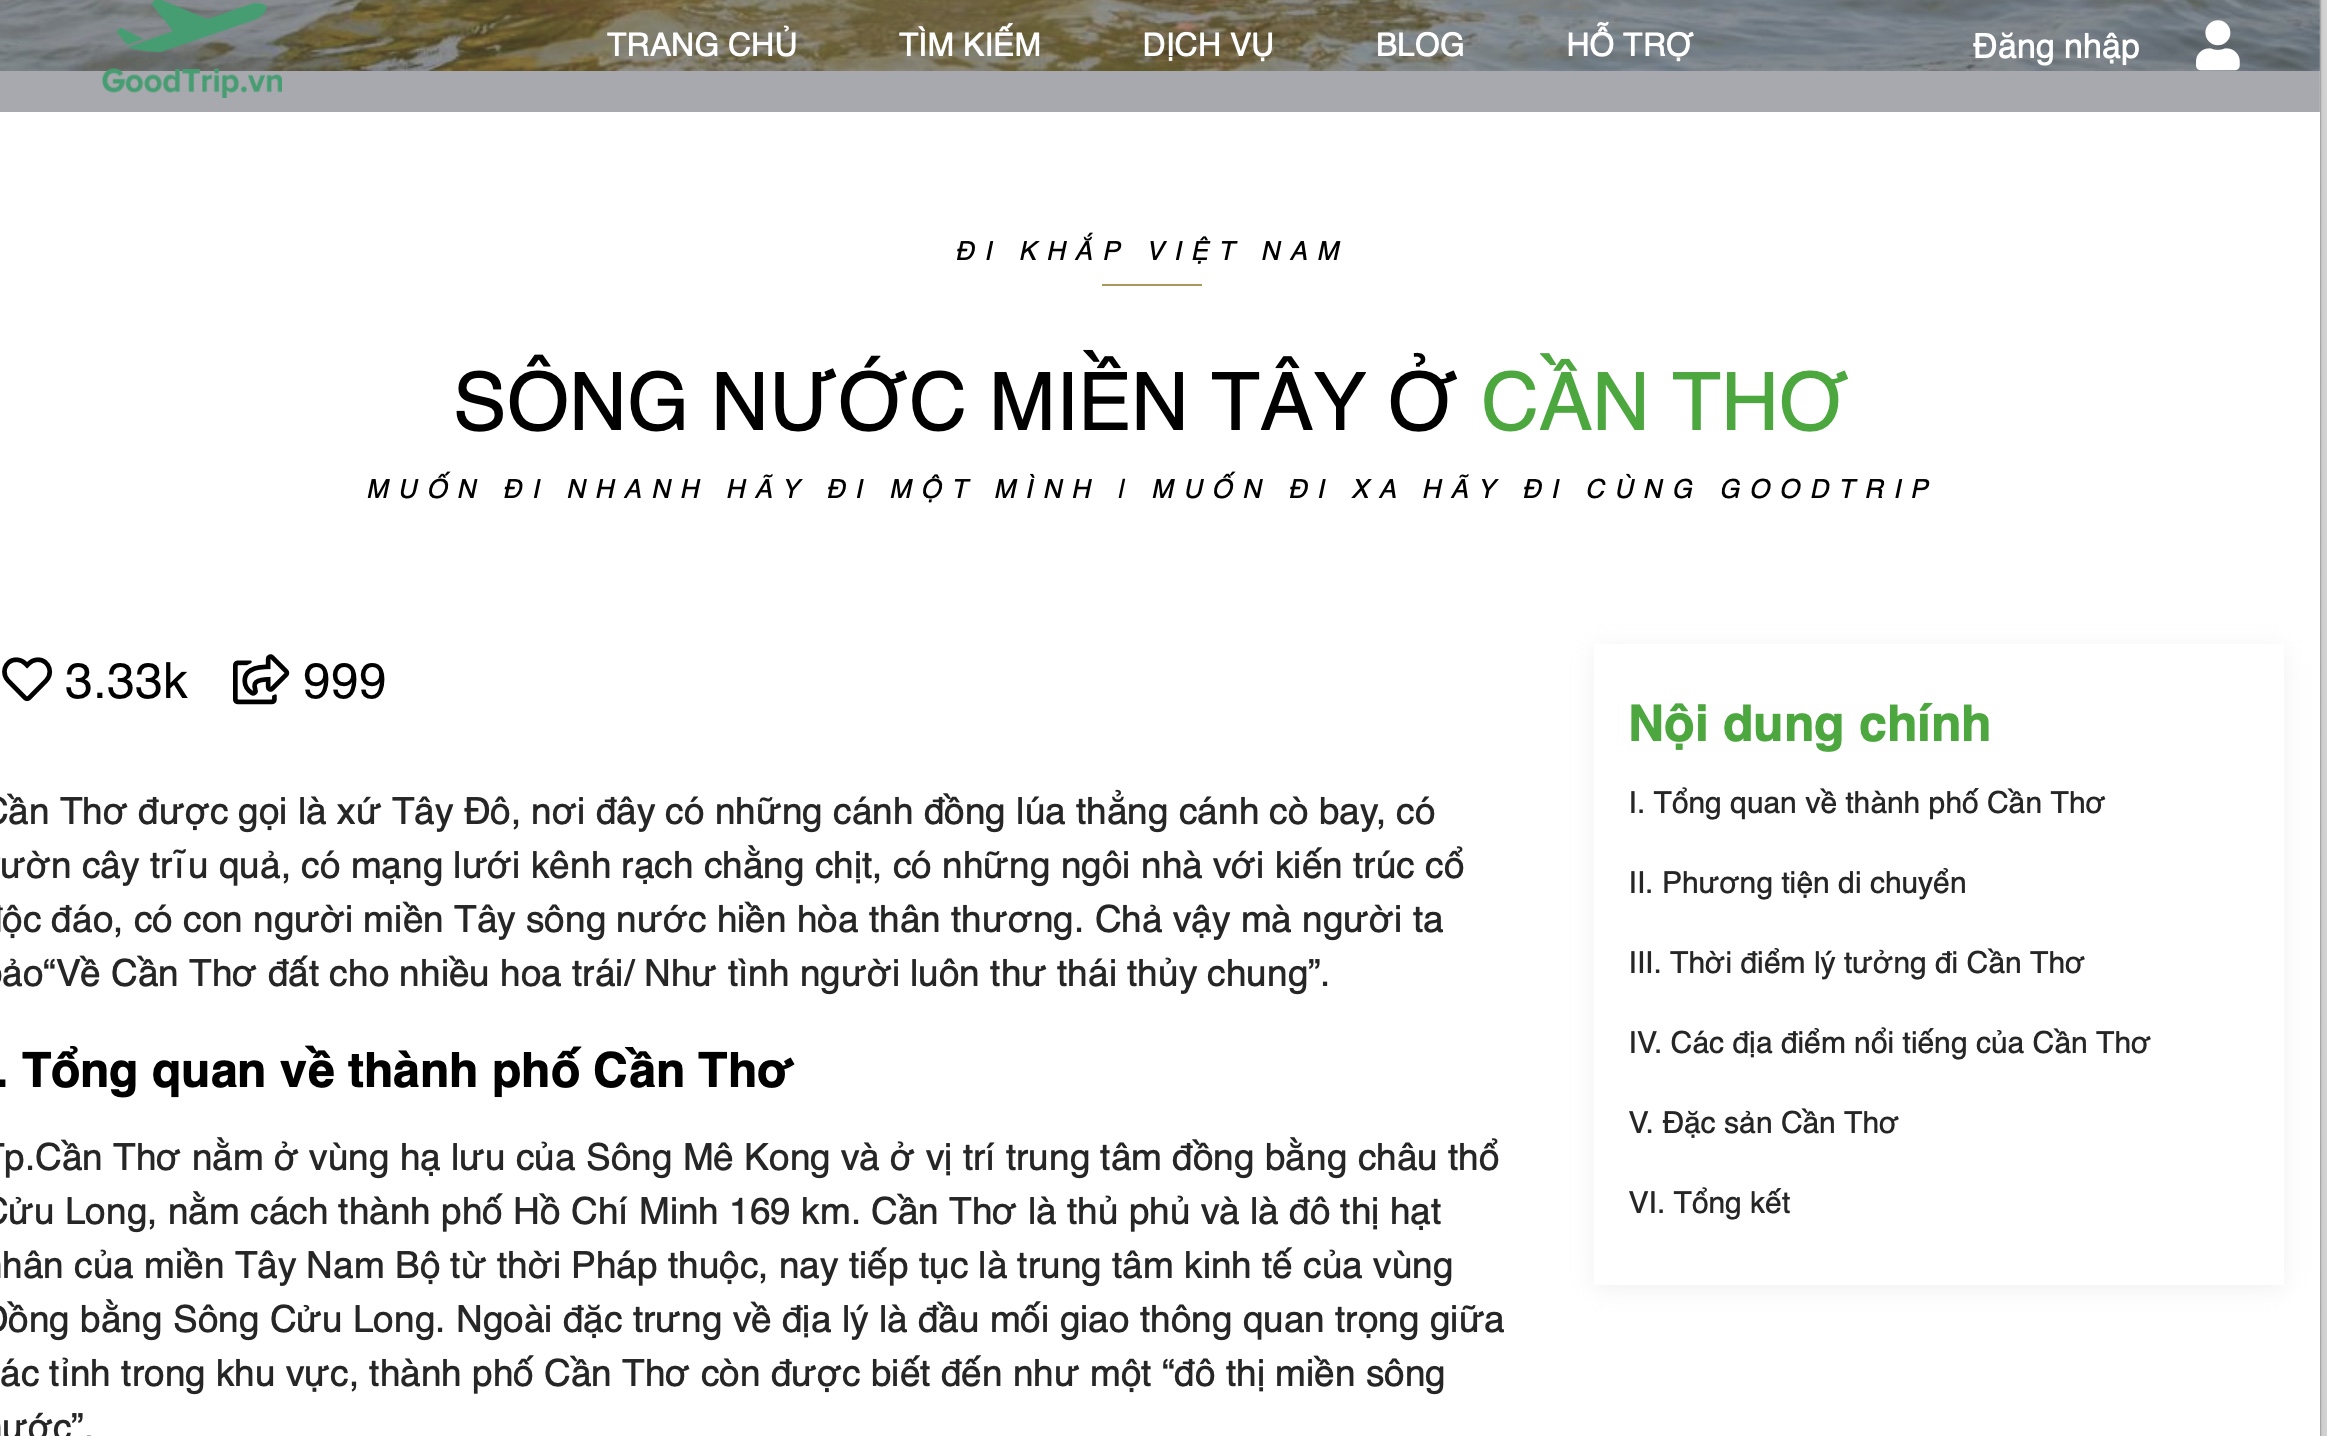 GoodTrip.vn
TRANG CHỦ TÌM KIẾM DỊCH VỤ BLOG HỖ TRỢ Đăng nhập
ĐI KHẮP VIỆT NAM
SÔNG NƯỚC MIỀN TÂY Ở CẦN THƠ
MUỐN ĐI NHANH HÃY ĐI MỘT MÌNH | MUỐN ĐI XA HÃY ĐI CÙNG GOODTRIP
3.33k 999
Cần Thơ được gọi là xứ Tây Đô, nơi đây có những cánh đồng lúa thẳng cánh cò bay, có
ườn cây trĩu quả, có mạng lưới kênh rạch chằng chịt, có những ngôi nhà với kiến trúc cổ
độc đáo, có con người miền Tây sông nước hiền hòa thân thương. Chả vậy mà người ta
bảo“Về Cần Thơ đất cho nhiều hoa trái/ Như tình người luôn thư thái thủy chung”.
. Tổng quan về thành phố Cần Thơ
Tp.Cần Thơ nằm ở vùng hạ lưu của Sông Mê Kong và ở vị trí trung tâm đồng bằng châu thổ
Cửu Long, nằm cách thành phố Hồ Chí Minh 169 km. Cần Thơ là thủ phủ và là đô thị hạt
nhân của miền Tây Nam Bộ từ thời Pháp thuộc, nay tiếp tục là trung tâm kinh tế của vùng
Đồng bằng Sông Cửu Long. Ngoài đặc trưng về địa lý là đầu mối giao thông quan trọng giữa
ác tỉnh trong khu vực, thành phố Cần Thơ còn được biết đến như một “đô thị miền sông
nước”.
Nội dung chính
I. Tổng quan về thành phố Cần Thơ
II. Phương tiện di chuyển
III. Thời điểm lý tưởng đi Cần Thơ
IV. Các địa điểm nổi tiếng của Cần Thơ
V. Đặc sản Cần Thơ
VI. Tổng kết